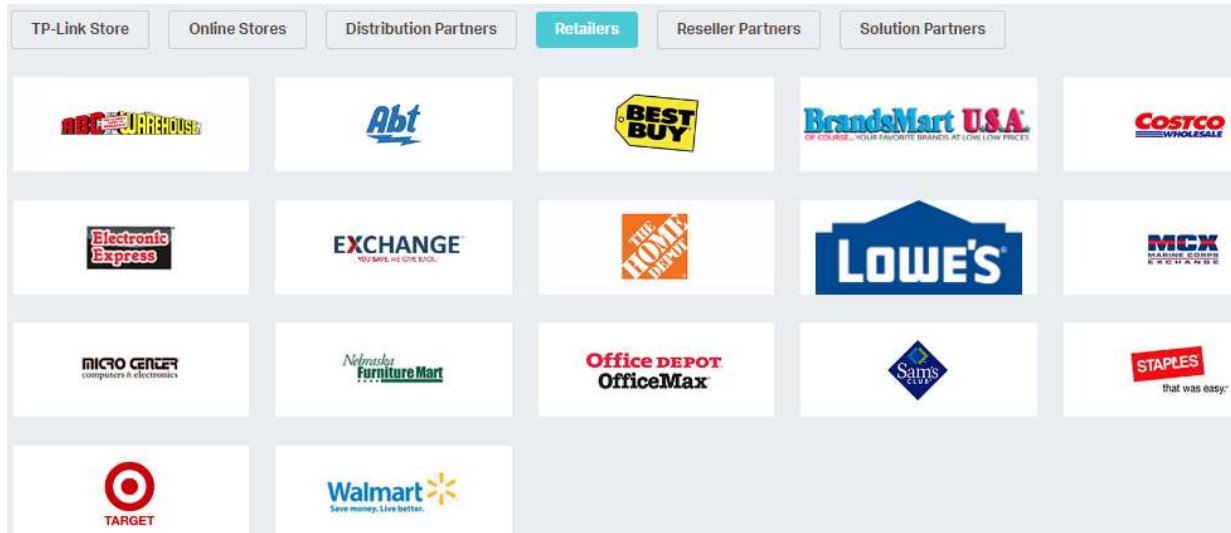 TP-Link Store Online Stores Distribution Partners Retailers Reseller Partners Solution Partners
ABC WAREHOUSE Abt BEST BUY BrandsMart U.S.A. COSTCO
OF COURSE... YOUR FAVORITE BRANDS AT LOW, LOW PRICES WHOLESALE
Electronic EXCHANGE THE HOME DEPOT LOWE'S MCX
Express YOU SAVE. WE GIVE BACK. MARINE CORPS
EXCHANGE
MICRO CENTER Nebraska Office DEPOT Sam's STAPLES
computers & electronics Furniture Mart OfficeMax CLUB that was easy.
TARGET Walmart
Save money. Live better.